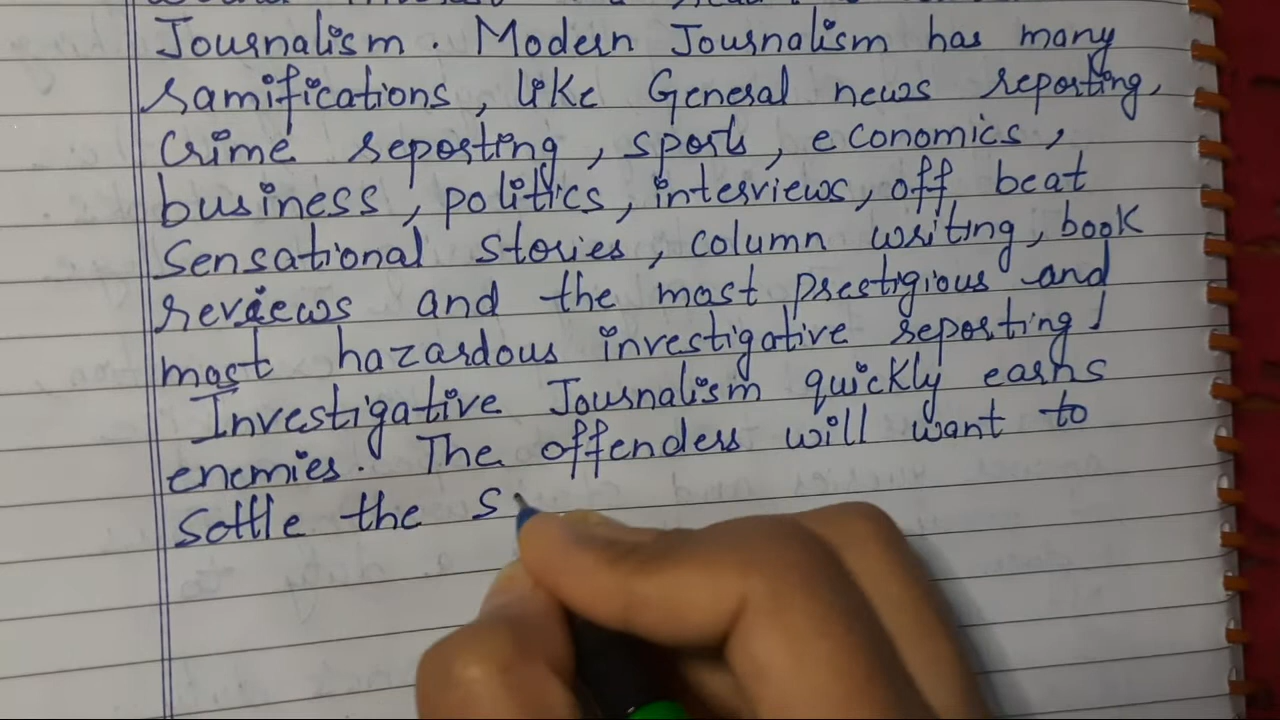 Journalism. Modern Journalism has many
ramifications, like General news reporting,
Crime reporting, sports, economics,
business, politics, interviews, off beat
Sensational stories, column writing, book
reviews and the most prestigious and
most hazardous investigative reporting!
Investigative Journalism quickly earns
enemies. The offenders will want to
Settle the s